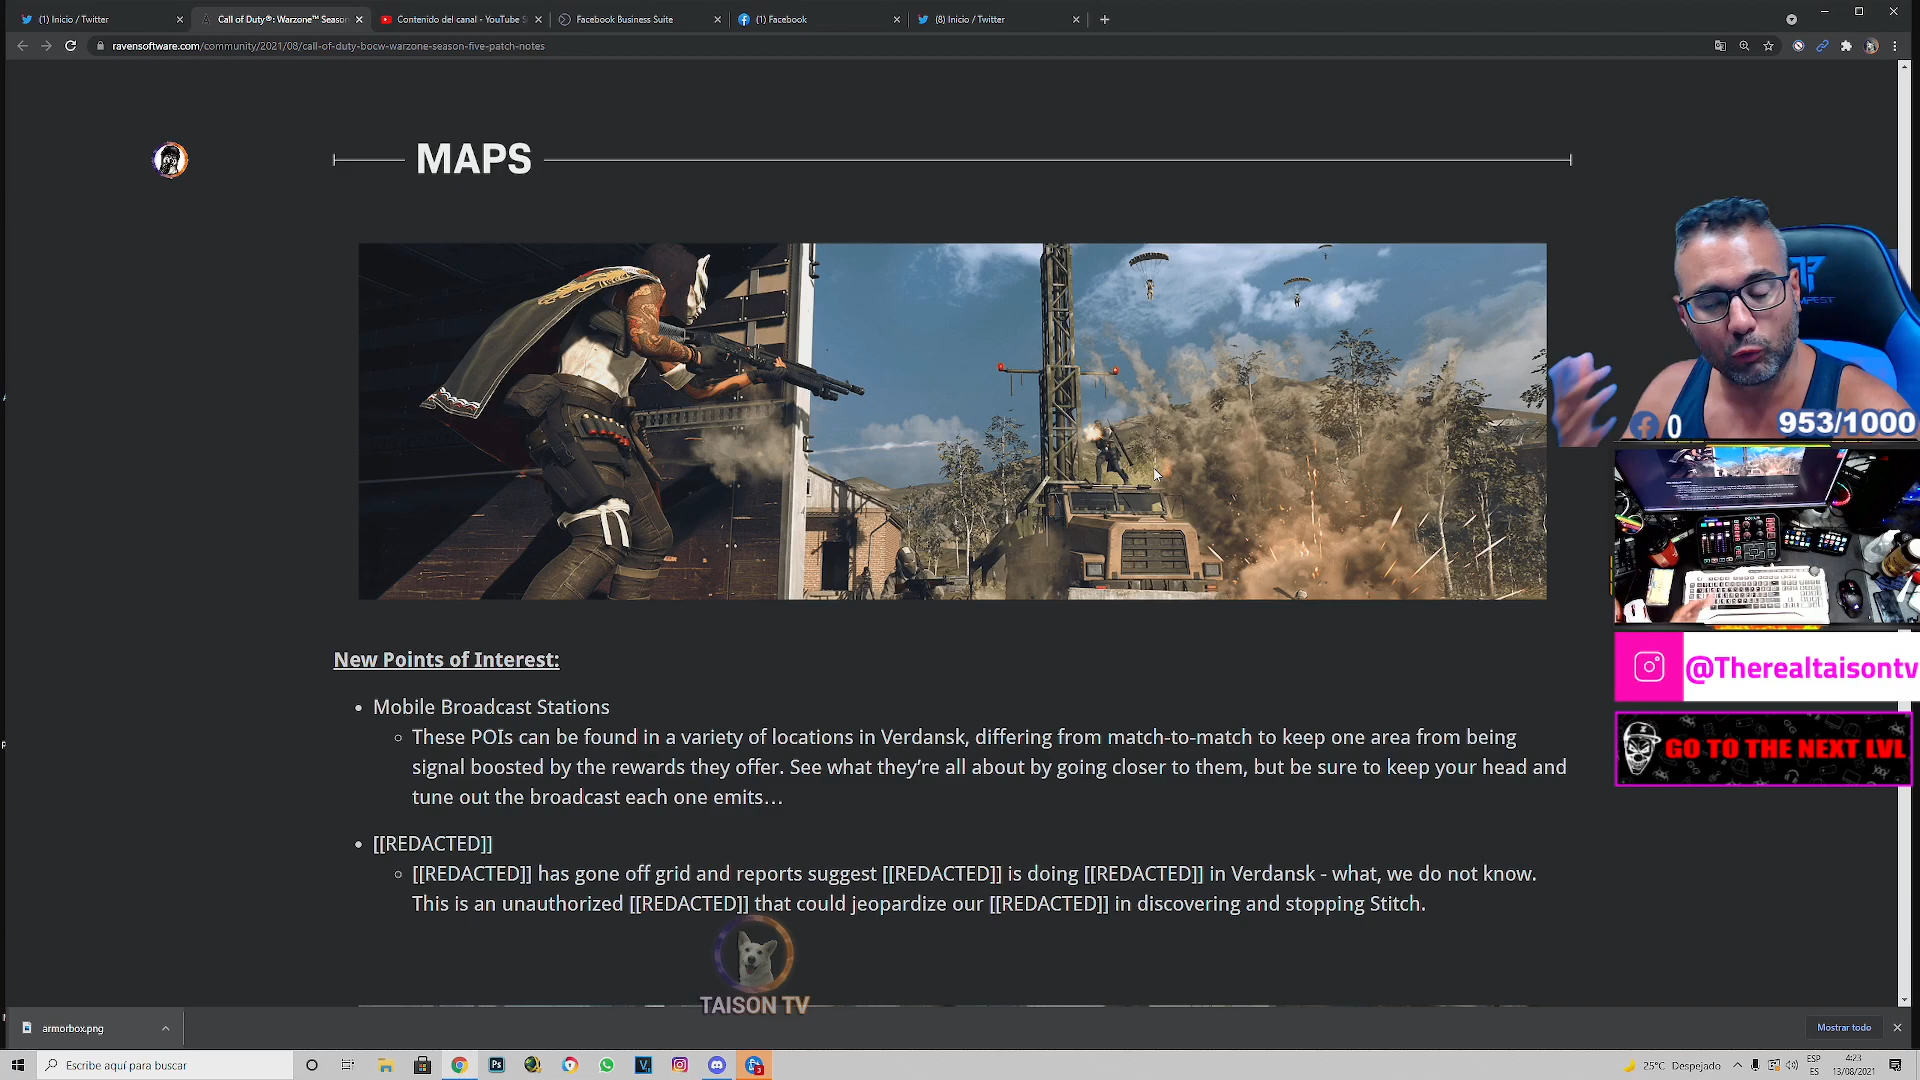 (1) Inicio / Twitter
Call of Duty®: Warzone™ Season
Contenido del canal - YouTube S
Facebook Business Suite
(1) Facebook
(8) Inicio / Twitter
ravensoftware.com/community/2021/08/call-of-duty-bocw-warzone-season-five-patch-notes
MAPS
0
953/1000
New Points of Interest:
@Therealtaisontv
Mobile Broadcast Stations
These POIs can be found in a variety of locations in Verdansk, differing from match-to-match to keep one area from being
signal boosted by the rewards they offer. See what they’re all about by going closer to them, but be sure to keep your head and
tune out the broadcast each one emits…
GO TO THE NEXT LVL
[[REDACTED]]
[[REDACTED]] has gone off grid and reports suggest [[REDACTED]] is doing [[REDACTED]] in Verdansk - what, we do not know.
This is an unauthorized [[REDACTED]] that could jeopardize our [[REDACTED]] in discovering and stopping Stitch.
TAISON TV
armorbox.png
Mostrar todo
Escribe aquí para buscar
Ps
V
3
25°C Despejado
ESP
ES
4:23
13/08/2021